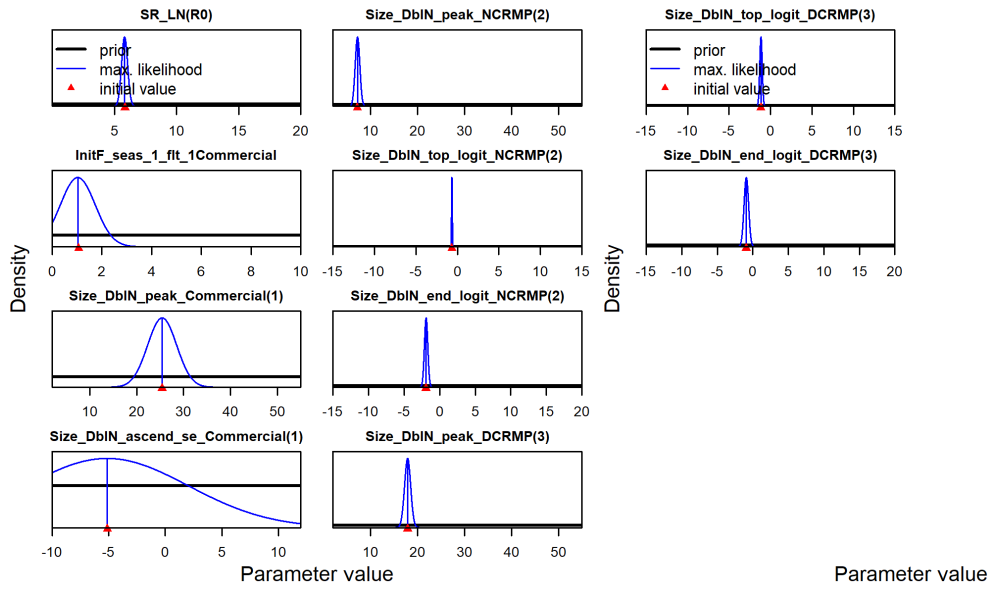 SR_LN(R0)
prior
max. likelihood
initial value
5 10 15 20
InitF_seas_1_flt_1Commercial
0 2 4 6 8 10
Size_DblN_peak_Commercial(1)
10 20 30 40 50
Size_DblN_ascend_se_Commercial(1)
-10 -5 0 5 10
Size_DblN_peak_NCRMP(2)
10 20 30 40 50
Size_DblN_top_logit_NCRMP(2)
-15 -10 -5 0 5 10 15
Size_DblN_end_logit_NCRMP(2)
-15 -10 -5 0 5 10 15 20
Size_DblN_peak_DCRMP(3)
10 20 30 40 50
Density
Parameter value
Size_DblN_top_logit_DCRMP(3)
prior
max. likelihood
initial value
-15 -10 -5 0 5 10 15
Size_DblN_end_logit_DCRMP(3)
-15 -10 -5 0 5 10 15 20
Density
Parameter value